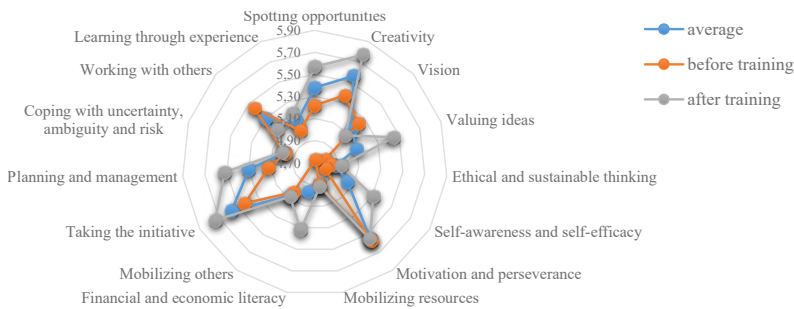 Spotting opportunities
Creativity
Vision
Valuing ideas
Ethical and sustainable thinking
Self-awareness and self-efficacy
Motivation and perseverance
Mobilizing resources
Financial and economic literacy
Mobilizing others
Taking the initiative
Planning and management
Coping with uncertainty,
ambiguity and risk
Working with others
Learning through experience
5,90
5,70
5,50
5,30
5,10
4,90
average
before training
after training